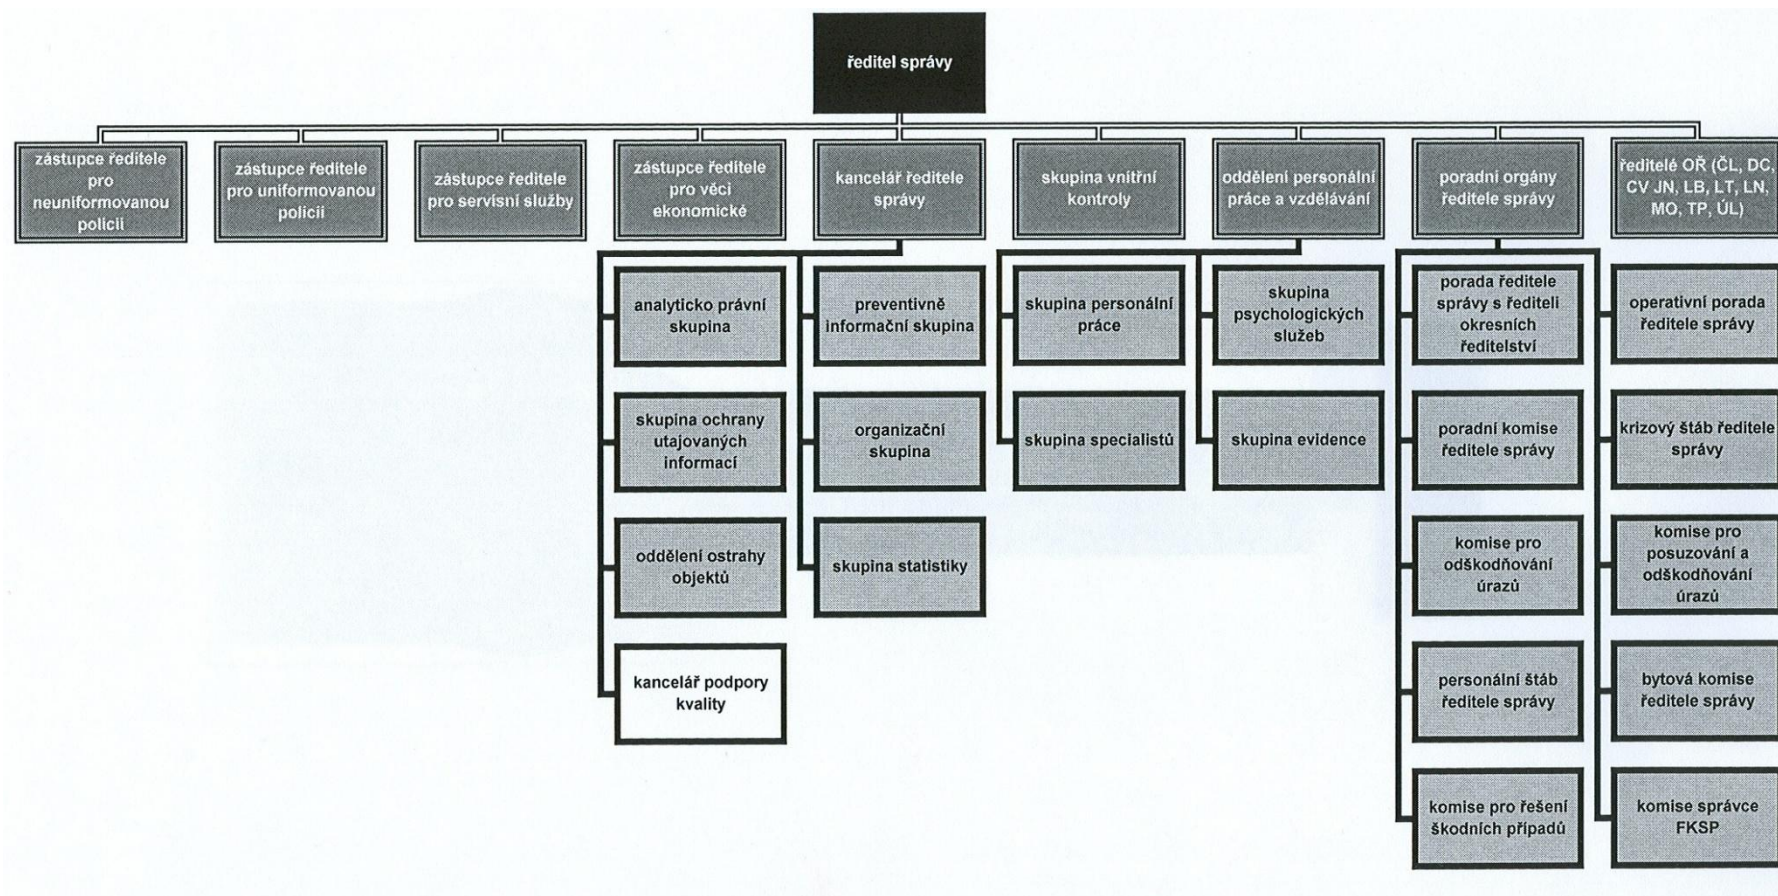 ředitel správy
zástupce ředitele
pro
neuniformovanou
policii
zástupce ředitele
pro uniformovanou
policii
zástupce ředitele
pro servisní služby
zástupce ředitele
pro věci
ekonomické
kancelář ředitele
správy
skupina vnitřní
kontroly
oddělení personální
práce a vzdělávání
poradní orgány
ředitele správy
ředitelé OŘ (ČL, DC,
CV JN, LB, LT, LN,
MO, TP, ÚL)
analyticko právní
skupina
preventivně
informační skupina
skupina personální
práce
skupina
psychologických
služeb
porada ředitele
správy s řediteli
okresních
ředitelství
operativní porada
ředitele správy
skupina ochrany
utajovaných
informací
organizační
skupina
skupina specialistů
skupina evidence
poradní komise
ředitele správy
krizový štáb ředitele
správy
oddělení ostrahy
objektů
skupina statistiky
komise pro
odškodňování
úrazů
komise pro
posuzování a
odškodňování
úrazů
kancelář podpory
kvality
personální štáb
ředitele správy
bytová komise
ředitele správy
komise pro řešení
škodních případů
komise správce
FKSP